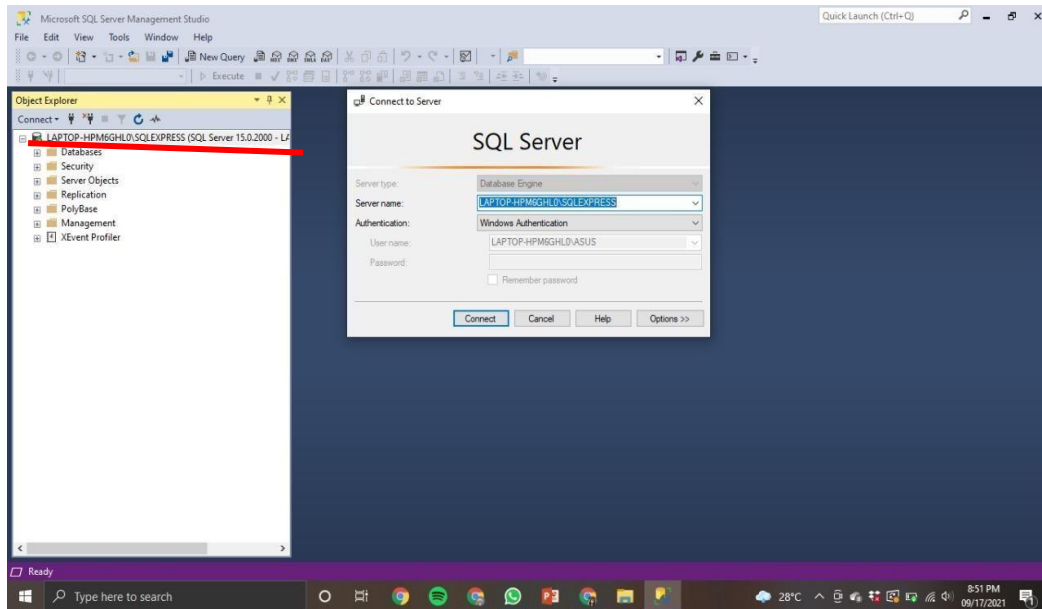 Microsoft SQL Server Management Studio
Quick Launch (Ctrl+Q)
File Edit View Tools Window Help
New Query
Execute
Object Explorer
Connect
LAPTOP-HPM6GHL0\SQLEXPRESS (SQL Server 15.0.2000 - LA
Databases
Security
Server Objects
Replication
PolyBase
Management
XEvent Profiler
Connect to Server
SQL Server
Server type: Database Engine
Server name: LAPTOP-HPM6GHL0\SQLEXPRESS
Authentication: Windows Authentication
User name: LAPTOP-HPM6GHL0\ASUS
Password:
Remember password
Connect Cancel Help Options >>
Ready
Type here to search
28°C
8:51 PM
09/17/2021